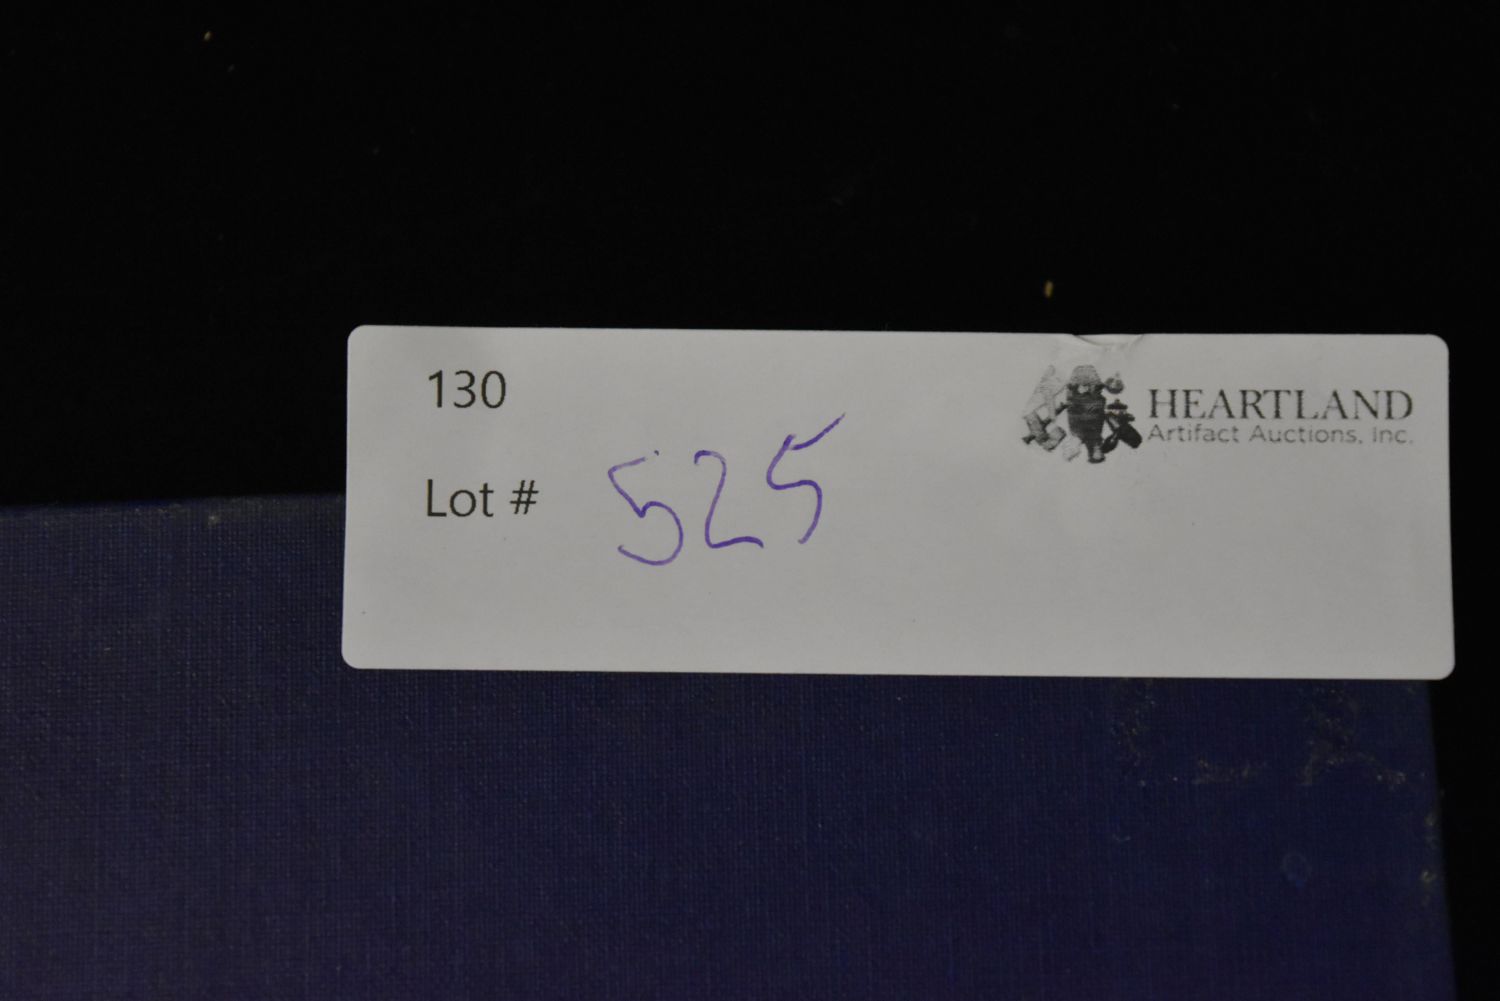 130
HEARTLAND
Artifact Auctions, Inc.
Lot # 525